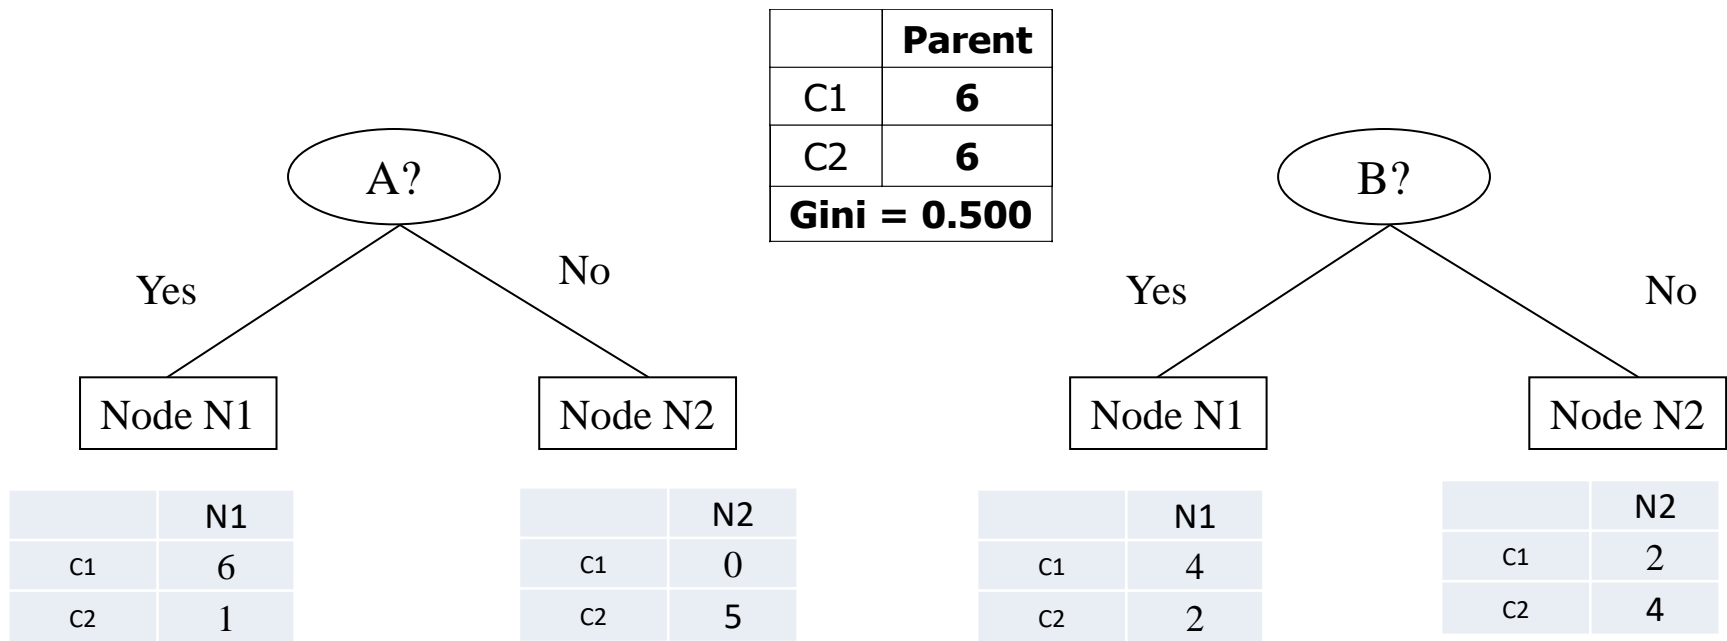 Parent
C1 6
C2 6
Gini = 0.500
A?
Yes
No
Node N1
Node N2
N1
C1 6
C2 1
N2
C1 0
C2 5
B?
Yes
No
Node N1
Node N2
N1
C1 4
C2 2
N2
C1 2
C2 4